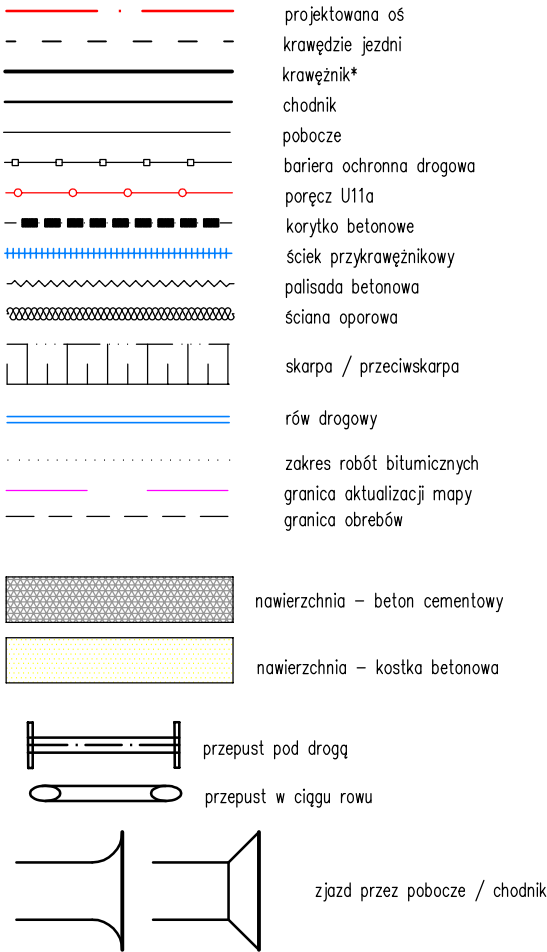 projektowana oś
krawędzie jezdni
krawężnik*
chodnik
pobocze
bariera ochronna drogowa
poręcz U11a
korytko betonowe
ściek przykrawężnikowy
palisada betonowa
ściana oporowa
skarpa / przeciwskarpa
rów drogowy
zakres robót bitumicznych
granica aktualizacji mapy
granica obrebów
nawierzchnia – beton cementowy
nawierzchnia – kostka betonowa
przepust pod drogą
przepust w ciągu rowu
zjazd przez pobocze / chodnik